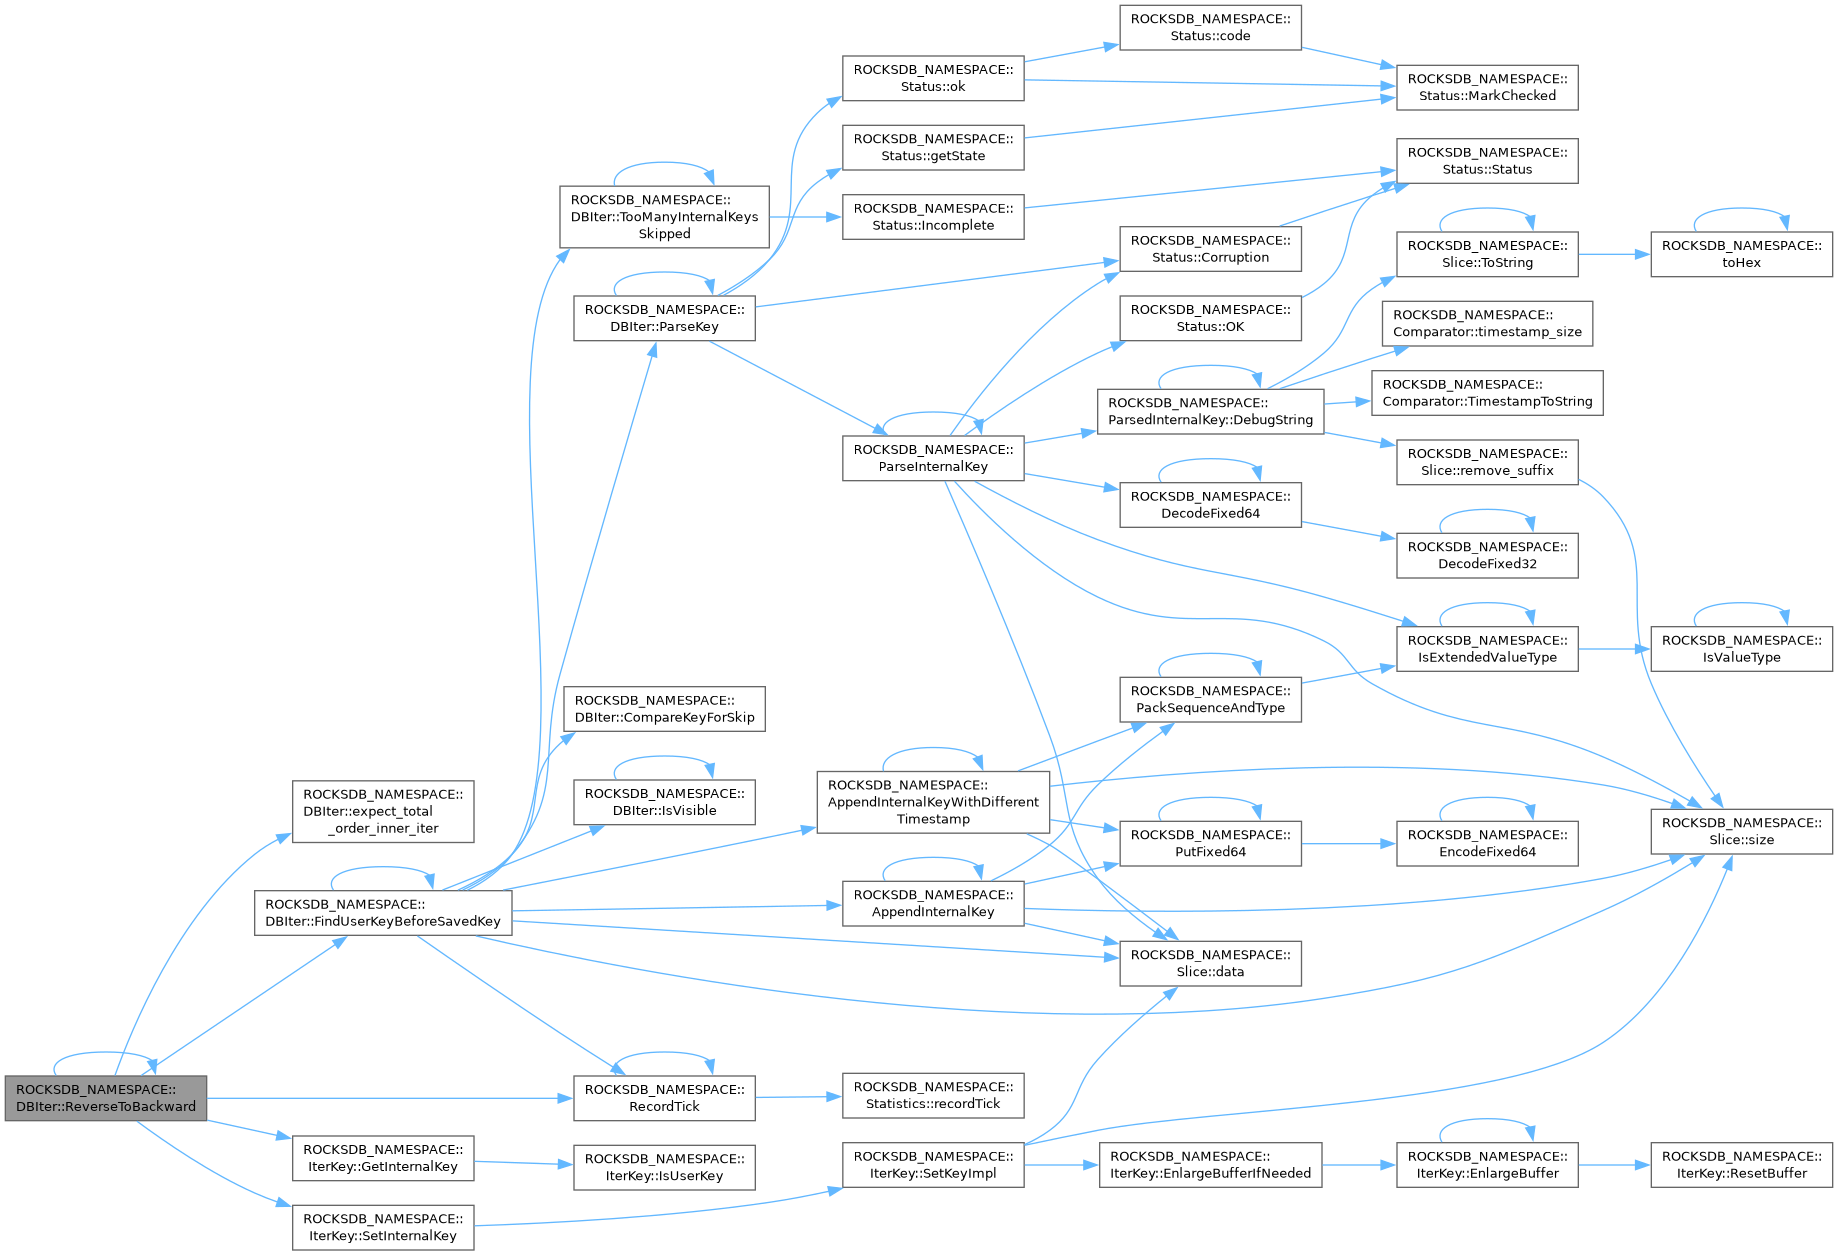 ROCKSDB_NAMESPACE::
DBIter::ReverseToBackward
ROCKSDB_NAMESPACE::
DBIter::expect_total
_order_inner_iter
ROCKSDB_NAMESPACE::
DBIter::FindUserKeyBeforeSavedKey
ROCKSDB_NAMESPACE::
IterKey::GetInternalKey
ROCKSDB_NAMESPACE::
IterKey::SetInternalKey
ROCKSDB_NAMESPACE::
DBIter::TooManyInternalKeys
Skipped
ROCKSDB_NAMESPACE::
DBIter::ParseKey
ROCKSDB_NAMESPACE::
DBIter::CompareKeyForSkip
ROCKSDB_NAMESPACE::
DBIter::IsVisible
ROCKSDB_NAMESPACE::
RecordTick
ROCKSDB_NAMESPACE::
IterKey::IsUserKey
ROCKSDB_NAMESPACE::
Status::ok
ROCKSDB_NAMESPACE::
Status::getState
ROCKSDB_NAMESPACE::
Status::Incomplete
ROCKSDB_NAMESPACE::
ParseInternalKey
ROCKSDB_NAMESPACE::
AppendInternalKeyWithDifferent
Timestamp
ROCKSDB_NAMESPACE::
AppendInternalKey
ROCKSDB_NAMESPACE::
Statistics::recordTick
ROCKSDB_NAMESPACE::
IterKey::SetKeyImpl
ROCKSDB_NAMESPACE::
Status::code
ROCKSDB_NAMESPACE::
Status::Corruption
ROCKSDB_NAMESPACE::
Status::OK
ROCKSDB_NAMESPACE::
ParsedInternalKey::DebugString
ROCKSDB_NAMESPACE::
DecodeFixed64
ROCKSDB_NAMESPACE::
PackSequenceAndType
ROCKSDB_NAMESPACE::
PutFixed64
ROCKSDB_NAMESPACE::
Slice::data
ROCKSDB_NAMESPACE::
IterKey::EnlargeBufferIfNeeded
ROCKSDB_NAMESPACE::
Status::MarkChecked
ROCKSDB_NAMESPACE::
Status::Status
ROCKSDB_NAMESPACE::
Slice::ToString
ROCKSDB_NAMESPACE::
Comparator::timestamp_size
ROCKSDB_NAMESPACE::
Comparator::TimestampToString
ROCKSDB_NAMESPACE::
Slice::remove_suffix
ROCKSDB_NAMESPACE::
DecodeFixed32
ROCKSDB_NAMESPACE::
IsExtendedValueType
ROCKSDB_NAMESPACE::
EncodeFixed64
ROCKSDB_NAMESPACE::
IterKey::EnlargeBuffer
ROCKSDB_NAMESPACE::
toHex
ROCKSDB_NAMESPACE::
IsValueType
ROCKSDB_NAMESPACE::
Slice::size
ROCKSDB_NAMESPACE::
IterKey::ResetBuffer